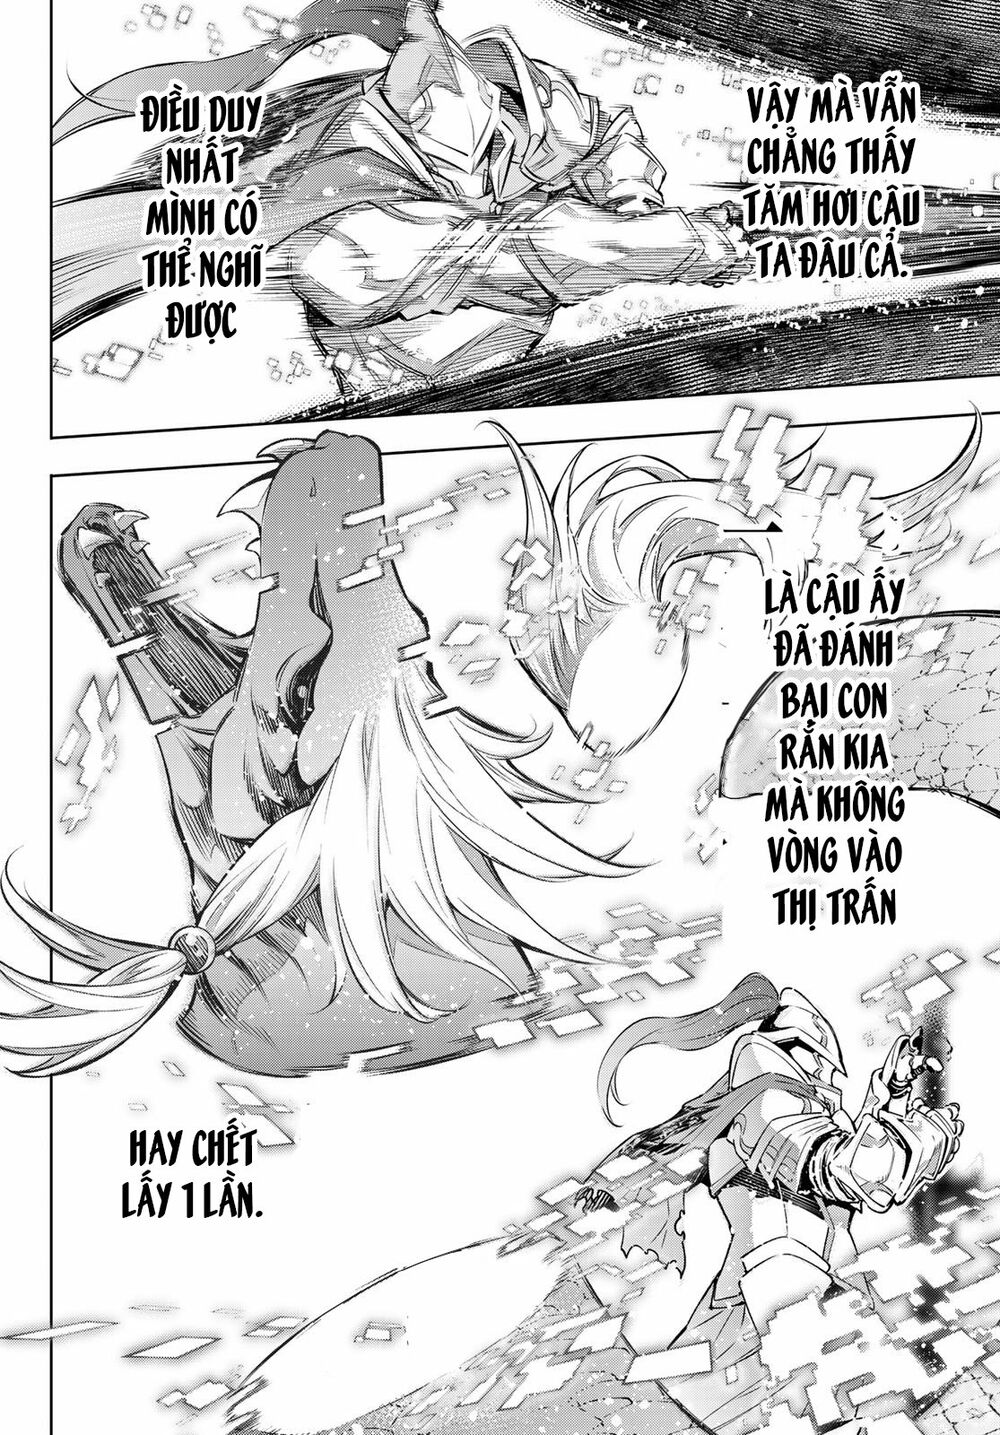 VẬY MÀ VẪN
CHẲNG THẤY
TĂM HƠI CẬU
TA ĐÂU CẢ.
ĐIỀU DUY
NHẤT
MÌNH CÓ
THỂ NGHĨ
ĐƯỢC
LÀ CẬU ẤY
ĐÃ ĐÁNH
BẠI CON
RẮN KIA
MÀ KHÔNG
VÒNG VÀO
THỊ TRẤN
HAY CHẾT
LẤY 1 LẦN.